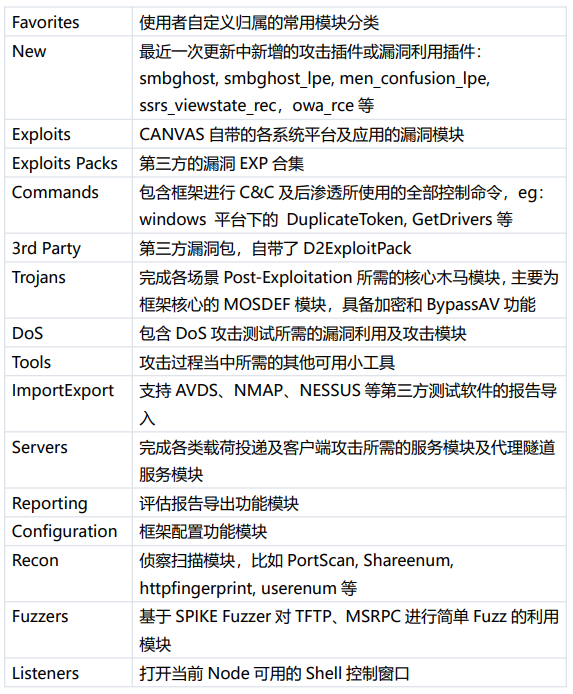 Favorites 使用者自定义归属的常用模块分类
New 最近一次更新中新增的攻击插件或漏洞利用插件：
smbghost, smbghost_lpe, men_confusion_lpe,
ssrs_viewstate_rec，owa_rce 等
Exploits CANVAS 自带的各系统平台及应用的漏洞模块
Exploits Packs 第三方的漏洞 EXP 合集
Commands 包含框架进行 C&C 及后渗透所使用的全部控制命令，eg：
windows 平台下的 DuplicateToken, GetDrivers 等
3rd Party 第三方漏洞包，自带了 D2ExploitPack
Trojans 完成各场景 Post-Exploitation 所需的核心木马模块，主要为
框架核心的 MOSDEF 模块，具备加密和 BypassAV 功能
DoS 包含 DoS 攻击测试所需的漏洞利用及攻击模块
Tools 攻击过程当中所需的其他可用小工具
ImportExport 支持 AVDS、NMAP、NESSUS 等第三方测试软件的报告导
入
Servers 完成各类载荷投递及客户端攻击所需的服务模块及代理隧道
服务模块
Reporting 评估报告导出功能模块
Configuration 框架配置功能模块
Recon 侦察扫描模块，比如 PortScan, Shareenum,
httpfingerprint, userenum 等
Fuzzers 基于 SPIKE Fuzzer 对 TFTP、MSRPC 进行简单 Fuzz 的利用
模块
Listeners 打开当前 Node 可用的 Shell 控制窗口